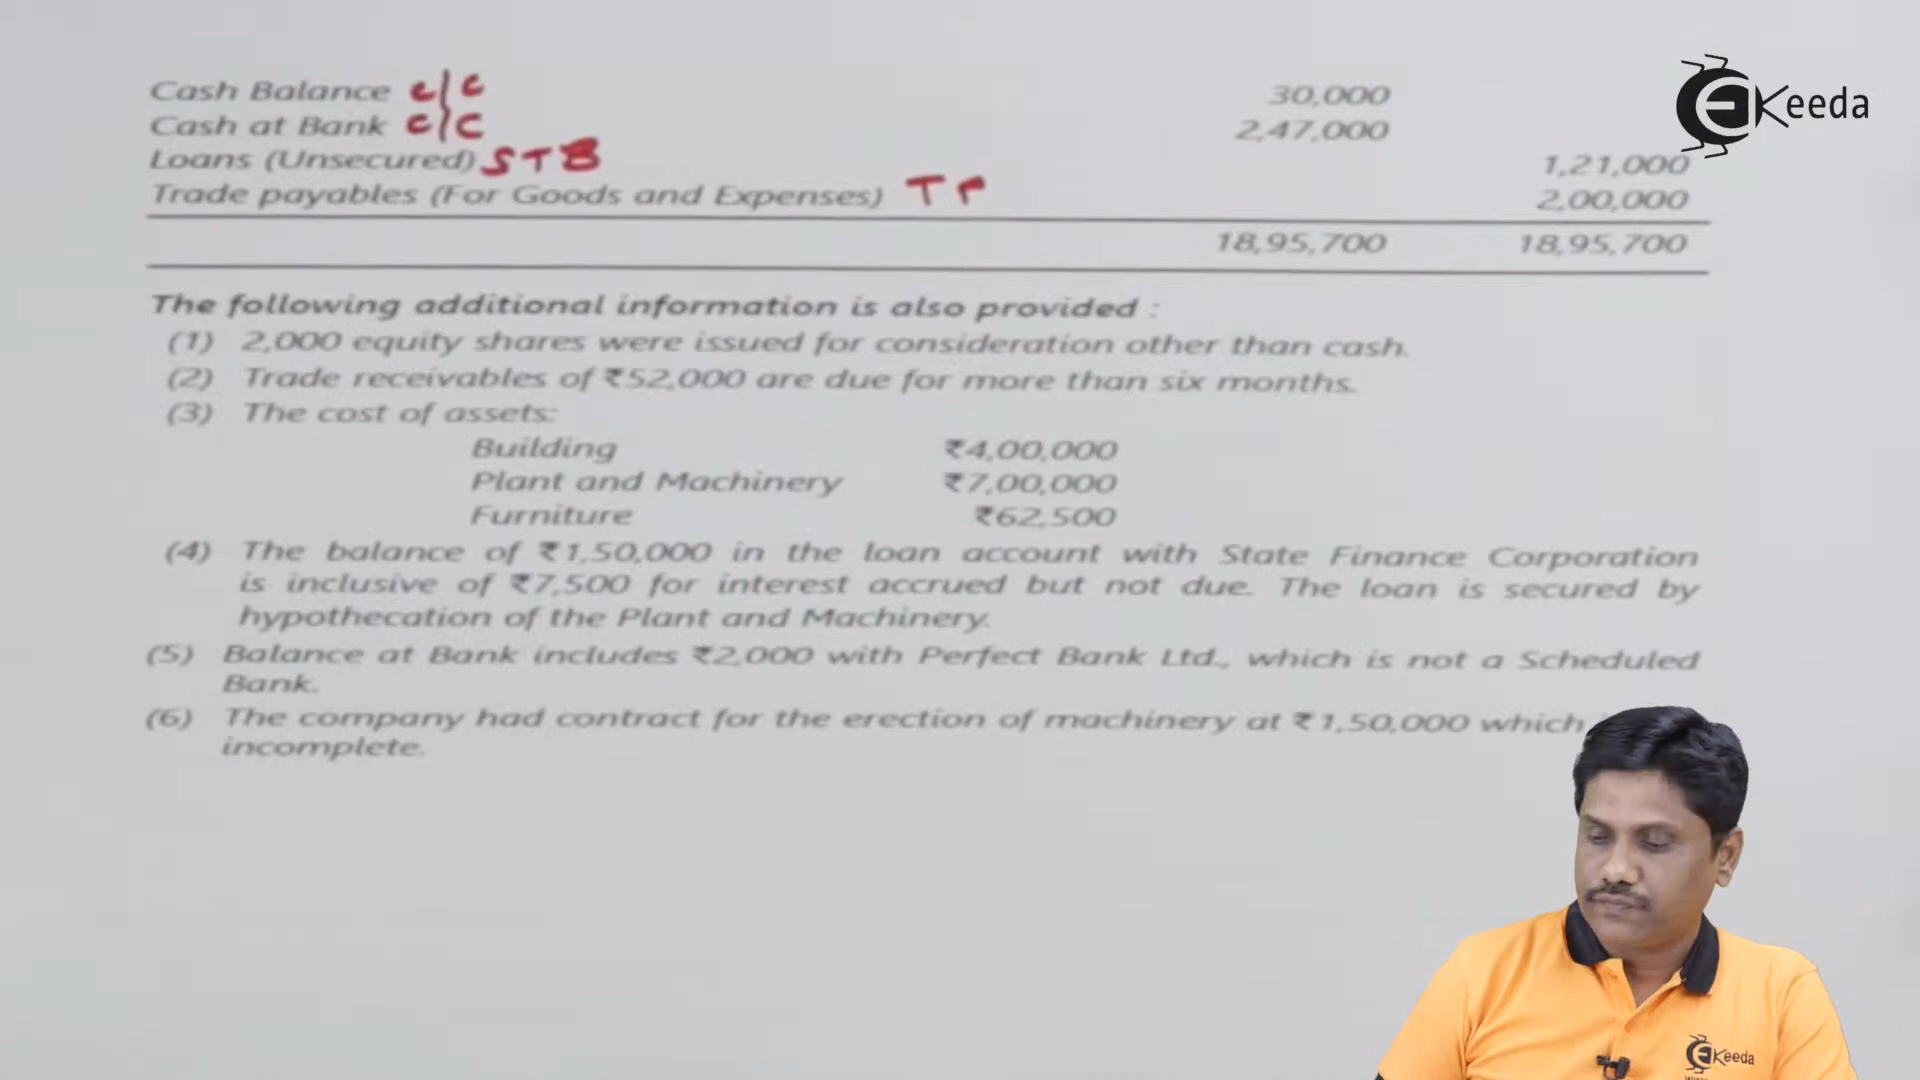 Cash Balance C/C 30,000
Cash at Bank C/C 2,47,000
Loans (Unsecured) STB 1,21,000
Trade payables (For Goods and Expenses) TP 2,00,000
18,95,700 18,95,700
The following additional information is also provided :
(1) 2,000 equity shares were issued for consideration other than cash.
(2) Trade receivables of ₹52,000 are due for more than six months.
(3) The cost of assets:
Building ₹4,00,000
Plant and Machinery ₹7,00,000
Furniture ₹62,500
(4) The balance of ₹1,50,000 in the loan account with State Finance Corporation
is inclusive of ₹7,500 for interest accrued but not due. The loan is secured by
hypothecation of the Plant and Machinery.
(5) Balance at Bank includes ₹2,000 with Perfect Bank Ltd., which is not a Scheduled
Bank.
(6) The company had contract for the erection of machinery at ₹1,50,000 which
incomplete.
EKeeda
EKeeda